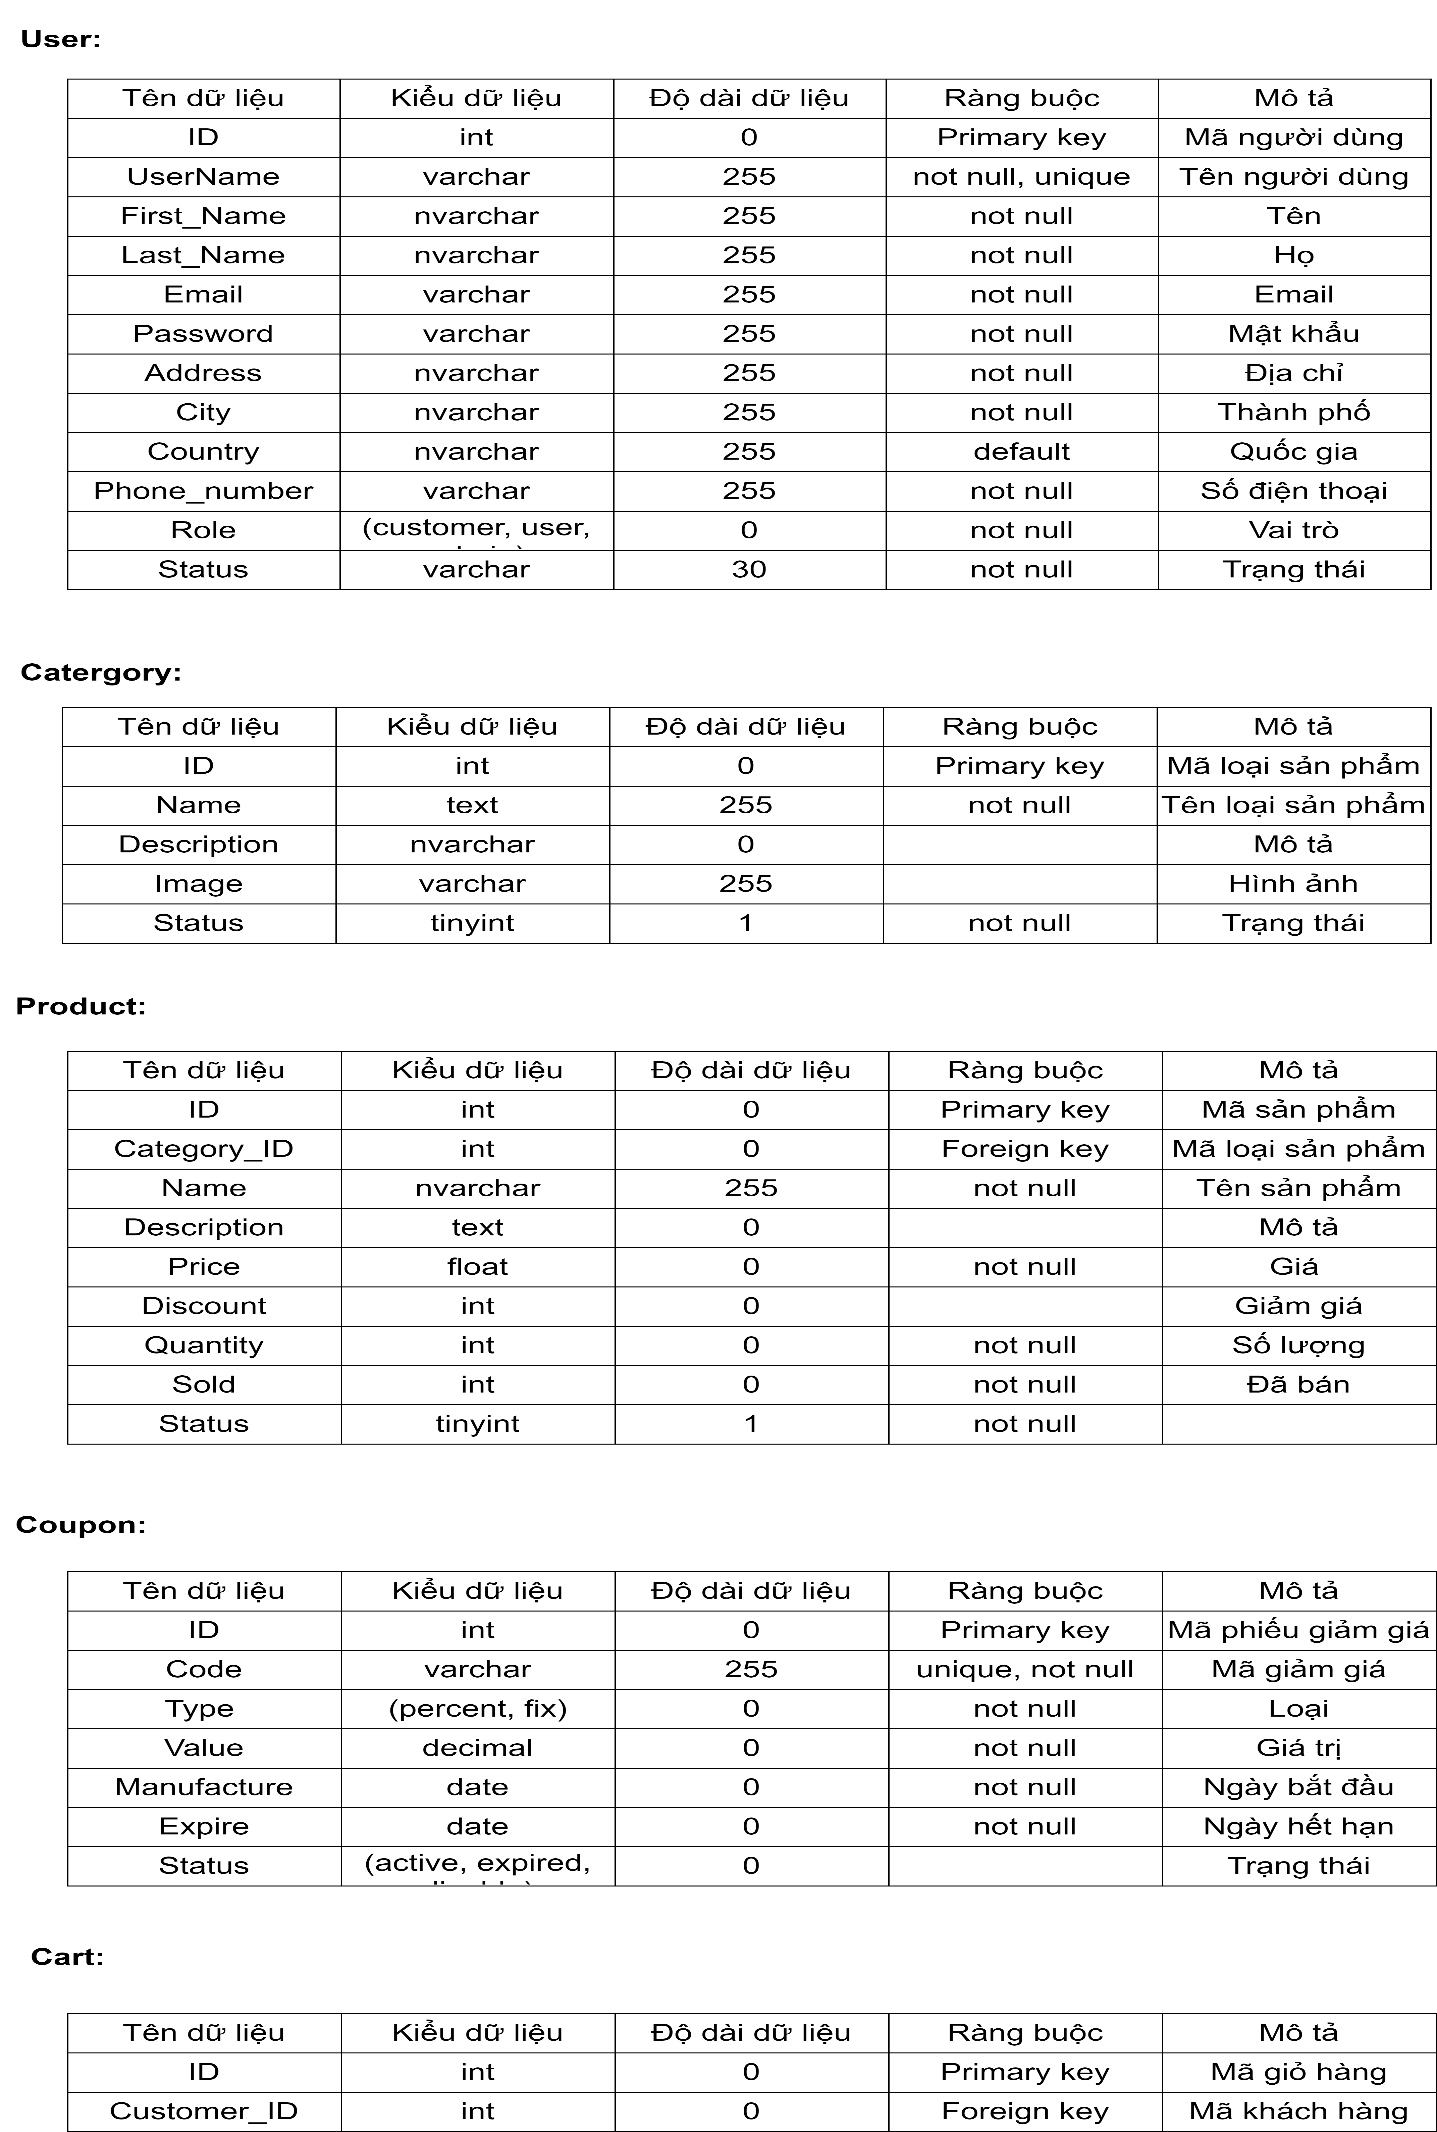 User:
Tên dữ liệu Kiểu dữ liệu Độ dài dữ liệu Ràng buộc Mô tả
ID int 0 Primary key Mã người dùng
UserName varchar 255 not null, unique Tên người dùng
First_Name nvarchar 255 not null Tên
Last_Name nvarchar 255 not null Họ
Email varchar 255 not null Email
Password varchar 255 not null Mật khẩu
Address nvarchar 255 not null Địa chỉ
City nvarchar 255 not null Thành phố
Country nvarchar 255 default Quốc gia
Phone_number varchar 255 not null Số điện thoại
Role (customer, user, 0 not null Vai trò
Status varchar 30 not null Trạng thái
Catergory:
Tên dữ liệu Kiểu dữ liệu Độ dài dữ liệu Ràng buộc Mô tả
ID int 0 Primary key Mã loại sản phẩm
Name text 255 not null Tên loại sản phẩm
Description nvarchar 0 Mô tả
Image varchar 255 Hình ảnh
Status tinyint 1 not null Trạng thái
Product:
Tên dữ liệu Kiểu dữ liệu Độ dài dữ liệu Ràng buộc Mô tả
ID int 0 Primary key Mã sản phẩm
Category_ID int 0 Foreign key Mã loại sản phẩm
Name nvarchar 255 not null Tên sản phẩm
Description text 0 Mô tả
Price float 0 not null Giá
Discount int 0 Giảm giá
Quantity int 0 not null Số lượng
Sold int 0 not null Đã bán
Status tinyint 1 not null
Coupon:
Tên dữ liệu Kiểu dữ liệu Độ dài dữ liệu Ràng buộc Mô tả
ID int 0 Primary key Mã phiếu giảm giá
Code varchar 255 unique, not null Mã giảm giá
Type (percent, fix) 0 not null Loại
Value decimal 0 not null Giá trị
Manufacture date 0 not null Ngày bắt đầu
Expire date 0 not null Ngày hết hạn
Status (active, expired, 0 Trạng thái
Cart:
Tên dữ liệu Kiểu dữ liệu Độ dài dữ liệu Ràng buộc Mô tả
ID int 0 Primary key Mã giỏ hàng
Customer_ID int 0 Foreign key Mã khách hàng